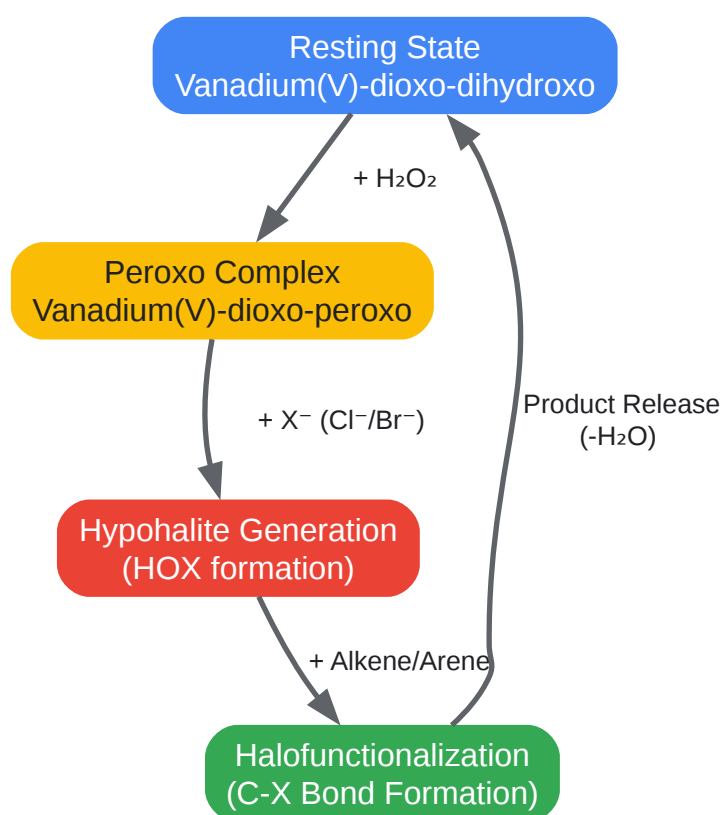 Resting State
Vanadium(V)-dioxo-dihydroxo
+ H₂O₂
Peroxo Complex
Vanadium(V)-dioxo-peroxo
+ X⁻ (Cl⁻/Br⁻)
Product Release
(-H₂O)
Hypohalite Generation
(HOX formation)
+ Alkene/Arene
Halofunctionalization
(C-X Bond Formation)